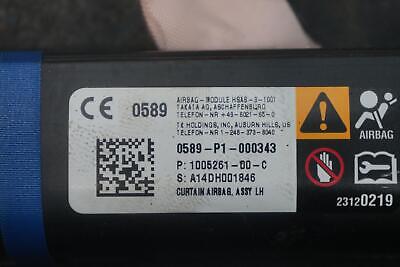 CE 0589
AIRBAG-MODULE HSAB-3-1001
TAKATA AG, ASCHAFFENBURG
TELEFON-NR +49-6021-65-0
TK HOLDINGS, INC, AUBURN HILLS, US
TELEFON-NR 1-248-373-8040
0589-P1-000343
P: 1005261-00-C
S: A14DH001846
CURTAIN AIRBAG, ASSY LH
AIRBAG
23120219